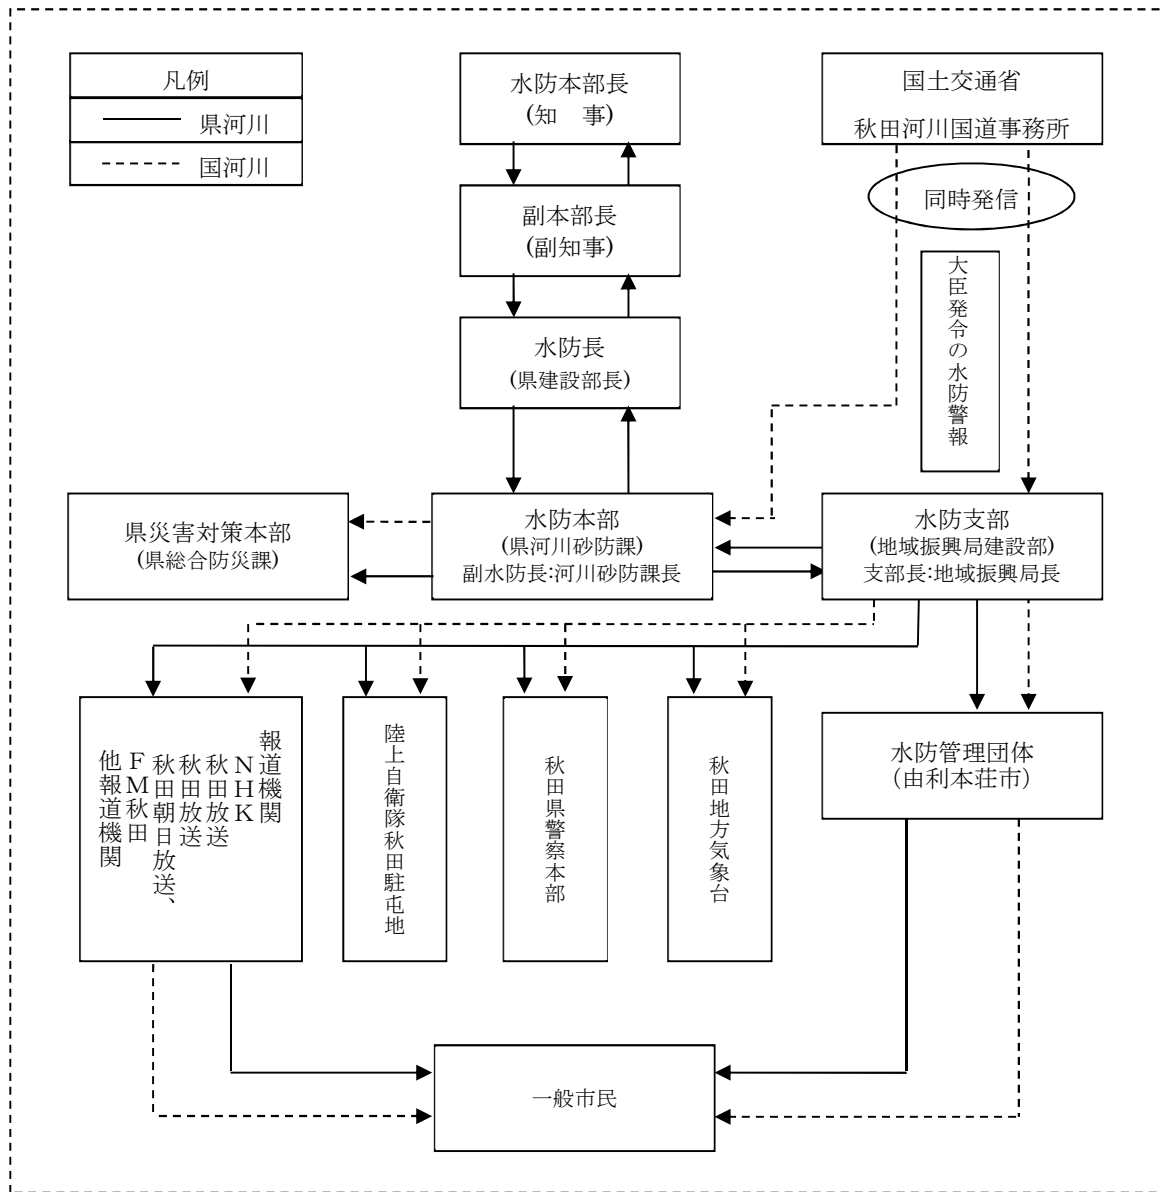 凡例
県河川
国河川
水防本部長
(知　事)
国土交通省
秋田河川国道事務所
同時発信
副本部長
(副知事)
大臣発令の水防警報
水防長
(県建設部長)
県災害対策本部
(県総合防災課)
水防本部
(県河川砂防課)
副水防長:河川砂防課長
水防支部
(地域振興局建設部)
支部長:地域振興局長
報道機関
ＮＨＫ
秋田放送
秋田放送
秋田朝日放送、
ＦＭ秋田
他報道機関
陸上自衛隊秋田駐屯地
秋田県警察本部
秋田地方気象台
水防管理団体
（由利本荘市）
一般市民